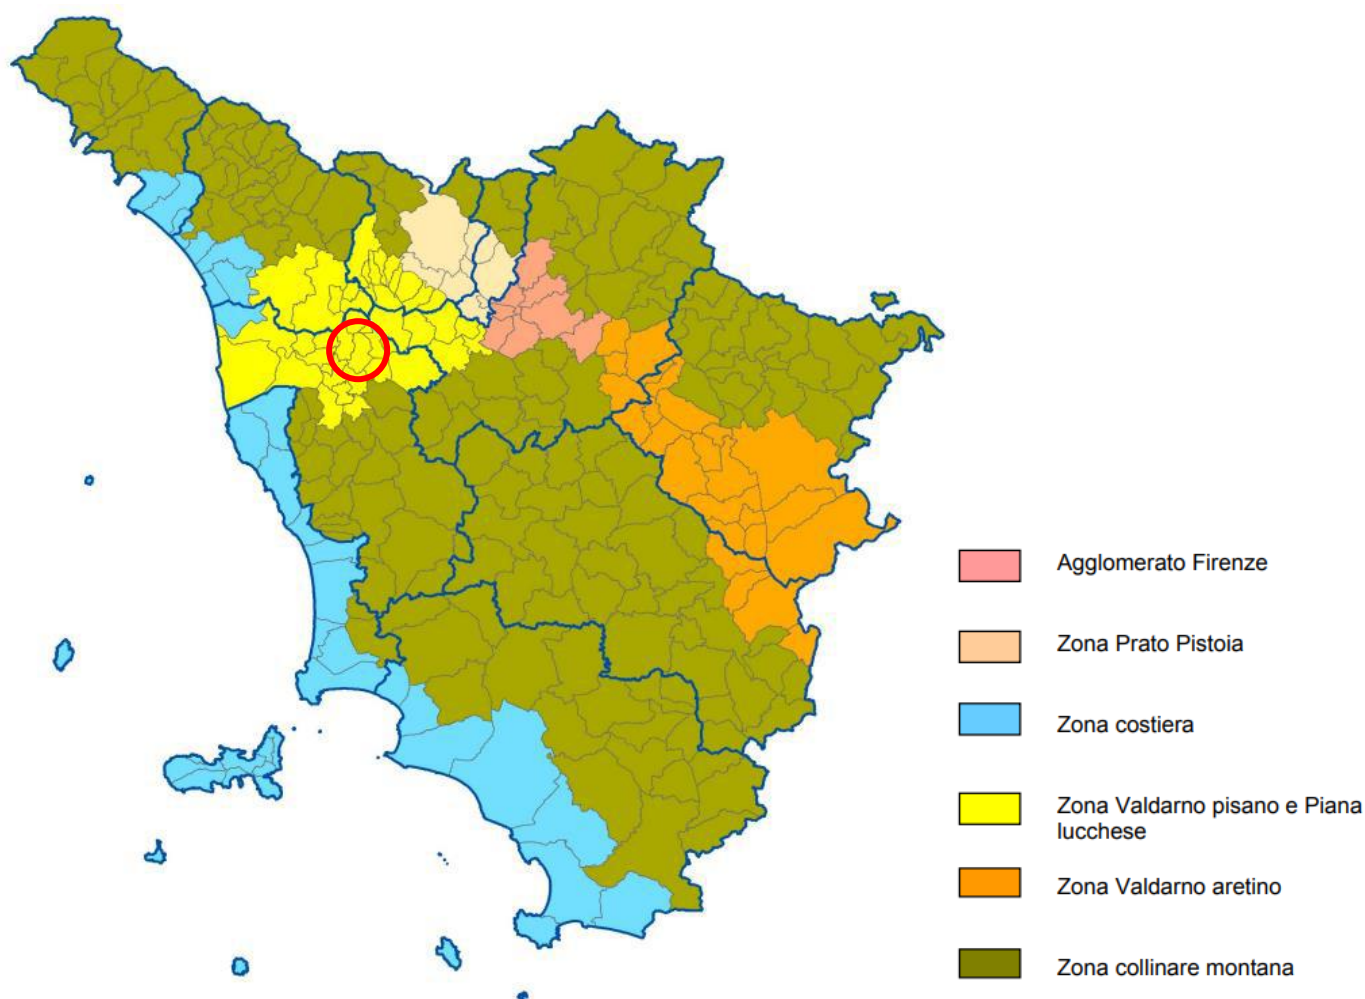 Agglomerato Firenze
Zona Prato Pistoia
Zona costiera
Zona Valdarno pisano e Piana
lucchese
Zona Valdarno aretino
Zona collinare montana